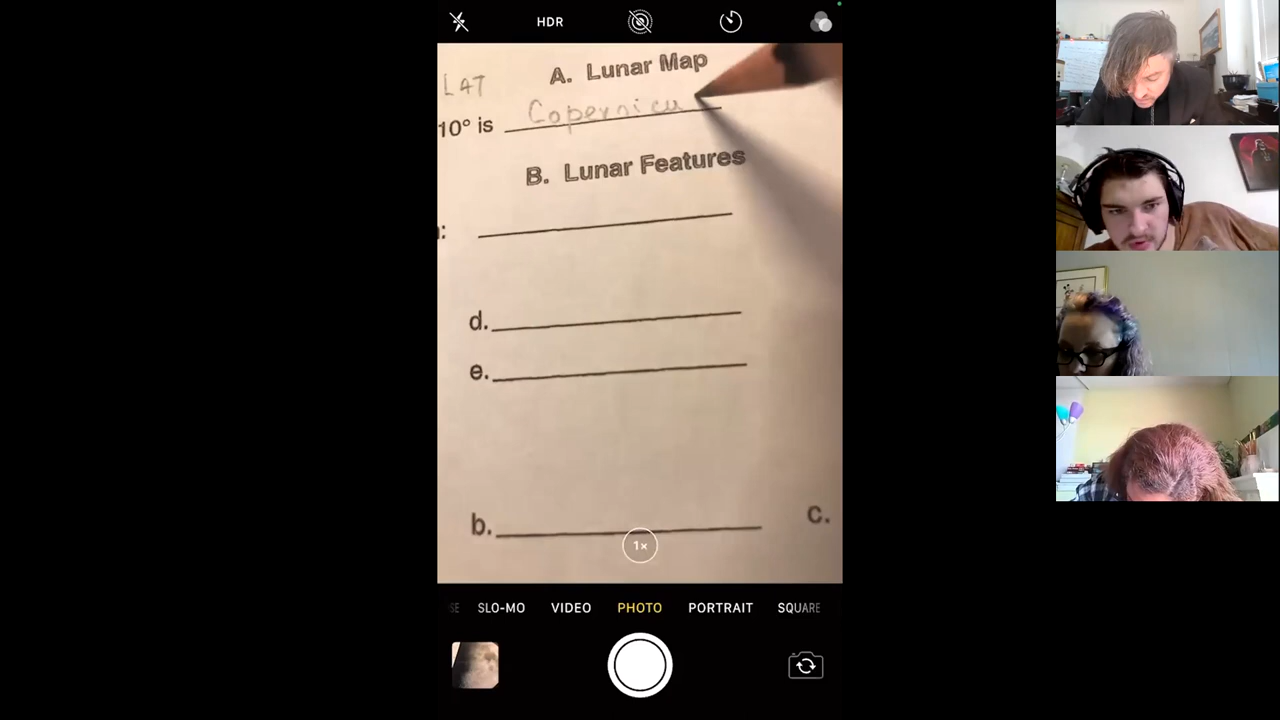 HDR
LAT
A. Lunar Map
10° is Copernicu
B. Lunar Features
:
d.
e.
b.
c.
1×
SLO-MO VIDEO PHOTO PORTRAIT SQUARE